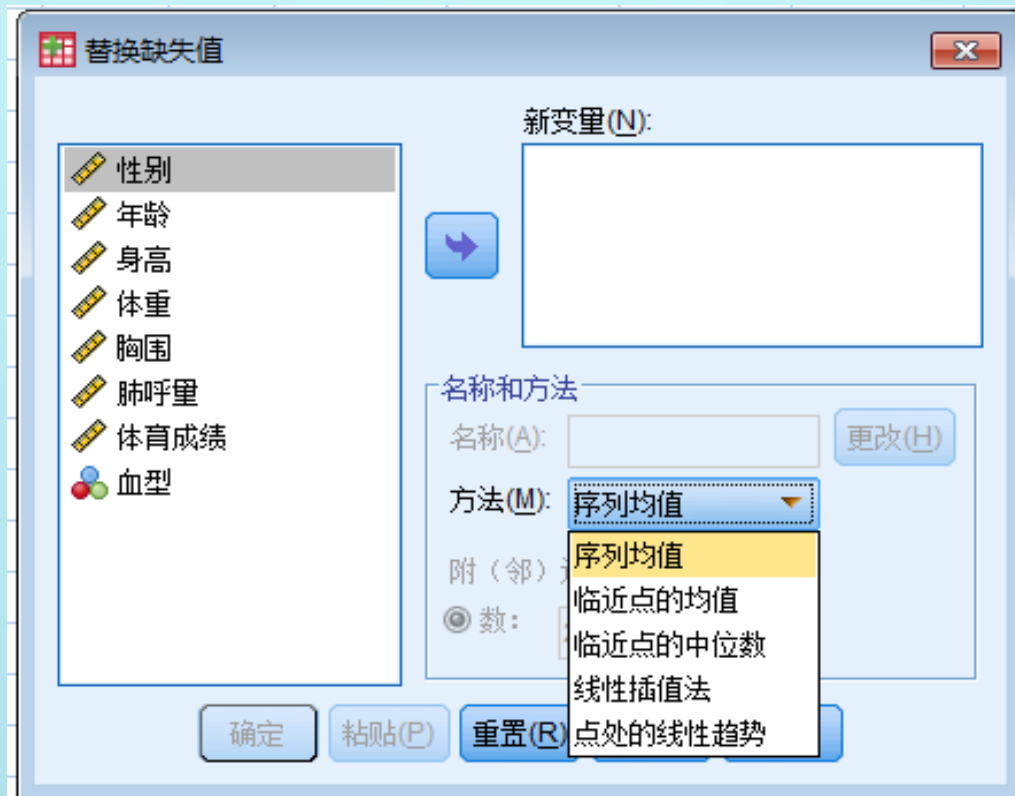 替换缺失值
新变量(N):
性别
年龄
身高
体重
胸围
肺呼量
体育成绩
血型
名称和方法
名称(A):
更改(H)
方法(M):
序列均值
序列均值
临近点的均值
临近点的中位数
线性插值法
点处的线性趋势
附（邻）
数：
确定
粘贴(P)
重置(R)